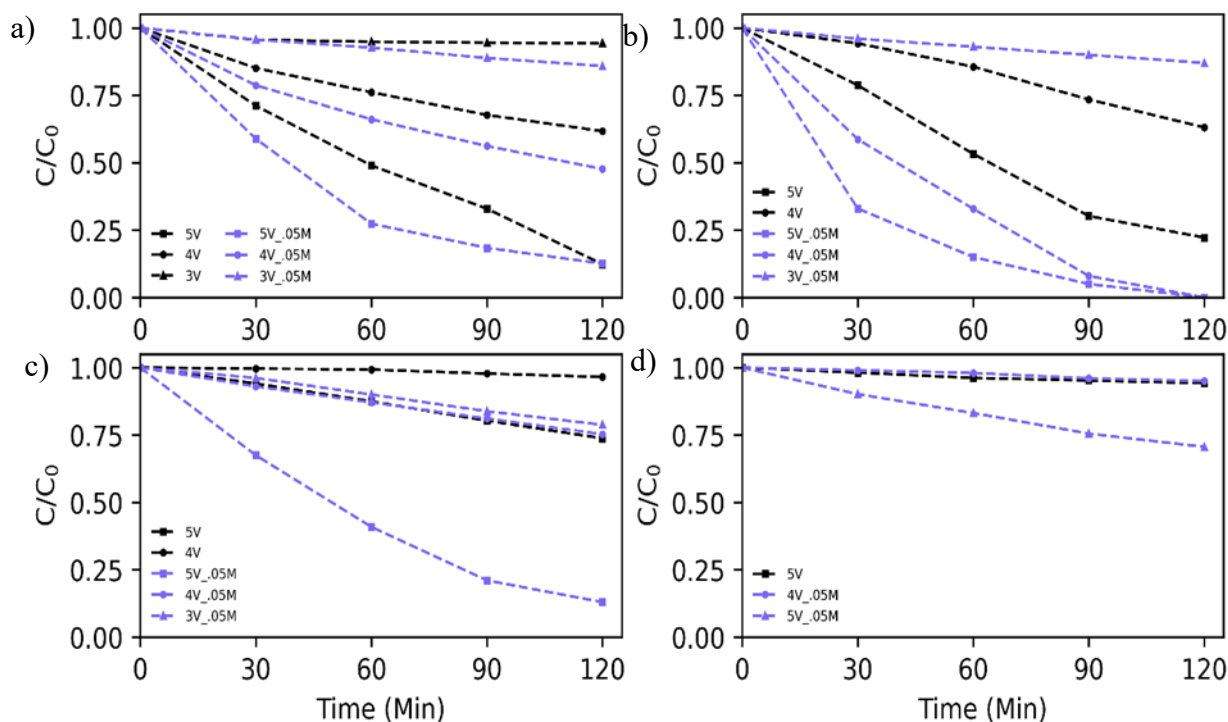 a)
1.00
0.75
0.50
0.25
0.00
C/C₀
5V
4V
3V
5V_.05M
4V_.05M
3V_.05M
0 30 60 90 120
b)
1.00
0.75
0.50
0.25
0.00
C/C₀
5V
4V
5V_.05M
4V_.05M
3V_.05M
0 30 60 90 120
c)
1.00
0.75
0.50
0.25
0.00
C/C₀
5V
4V
5V_.05M
4V_.05M
3V_.05M
0 30 60 90 120
Time (Min)
d)
1.00
0.75
0.50
0.25
0.00
C/C₀
5V
4V_.05M
5V_.05M
0 30 60 90 120
Time (Min)